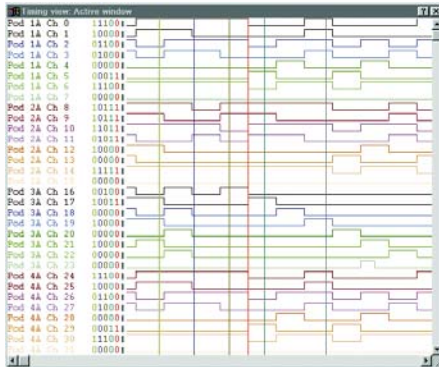 Timing view: Active window
Pod 1A Ch 0 11100
Pod 1A Ch 1 10000
Pod 1A Ch 2 01100
Pod 1A Ch 3 01000
Pod 1A Ch 4 00000
Pod 1A Ch 5 00011
Pod 1A Ch 6 11100
Pod 1A Ch 7 00000
Pod 2A Ch 8 10111
Pod 2A Ch 9 01111
Pod 2A Ch 10 11011
Pod 2A Ch 11 01011
Pod 2A Ch 12 10000
Pod 2A Ch 13 00000
Pod 2A Ch 14 11111
Pod 3A Ch 16 00100
Pod 3A Ch 17 10011
Pod 3A Ch 18 00000
Pod 3A Ch 19 10000
Pod 3A Ch 20 00000
Pod 3A Ch 21 10000
Pod 3A Ch 22 00000
Pod 3A Ch 23 00000
Pod 4A Ch 24 11100
Pod 4A Ch 25 10000
Pod 4A Ch 26 01100
Pod 4A Ch 27 01000
Pod 4A Ch 28 00000
Pod 4A Ch 29 00011
Pod 4A Ch 30 11100